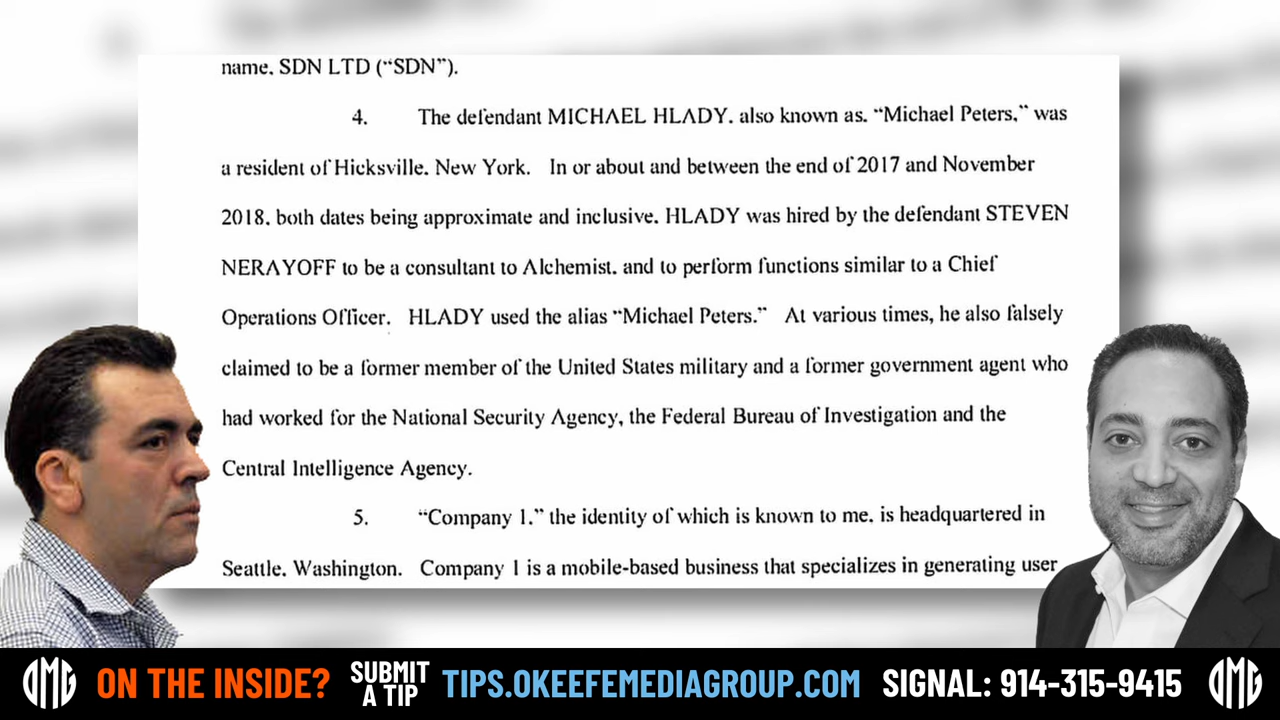 name. SDN LTD (“SDN”).
4. The defendant MICHAEL HLADY. also known as. “Michael Peters,” was
a resident of Hicksville. New York. In or about and between the end of 2017 and November
2018. both dates being approximate and inclusive. HLADY was hired by the defendant STEVEN
NERAYOFF to be a consultant to Alchemist. and to perform functions similar to a Chief
Operations Officer. HLADY used the alias “Michael Peters.” At various times, he also falsely
claimed to be a former member of the United States military and a former government agent who
had worked for the National Security Agency, the Federal Bureau of Investigation and the
Central Intelligence Agency.
5. “Company 1.” the identity of which is known to me. is headquartered in
Seattle. Washington. Company 1 is a mobile-based business that specializes in generating user
OMG
ON THE INSIDE?
SUBMIT
A TIP
TIPS.OKEEFEMEDIAGROUP.COM
SIGNAL: 914-315-9415
OMG